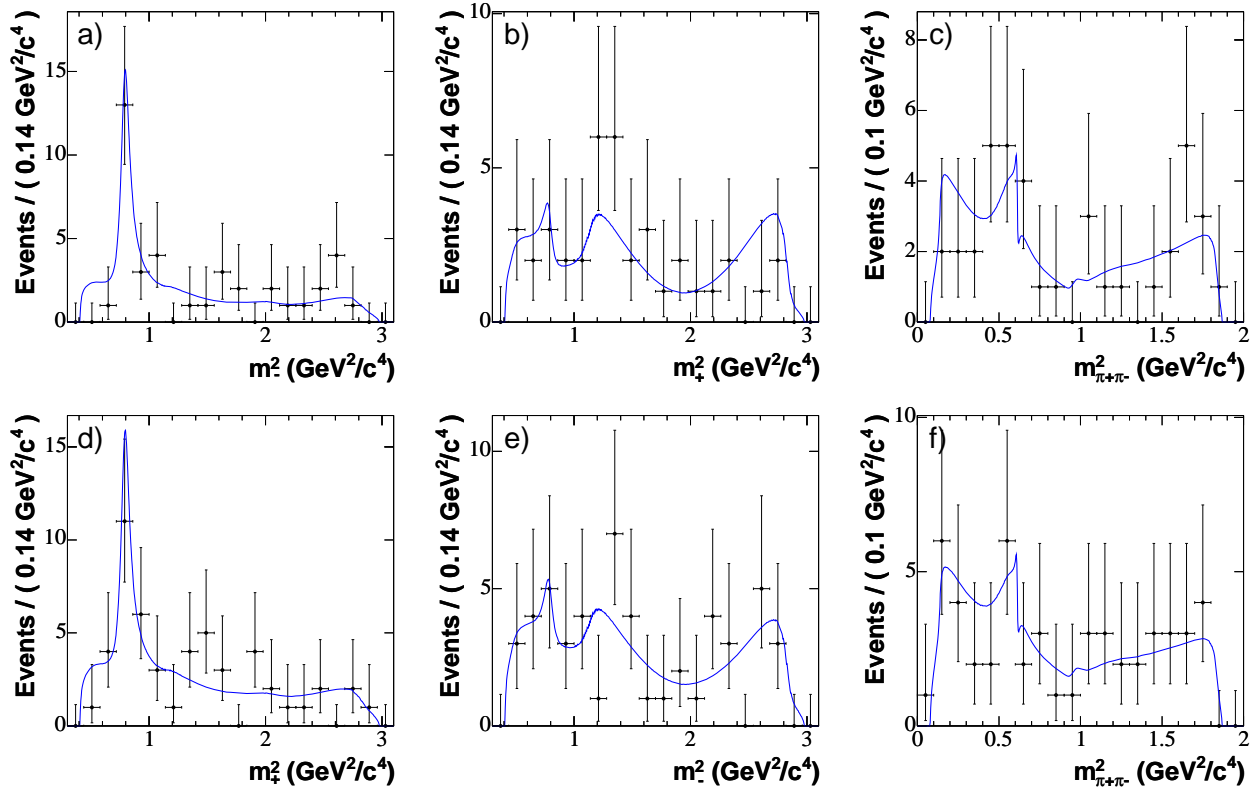 a)
Events / ( 0.14 GeV²/c⁴ )
15
10
5
0
1 2 3
m²₋ (GeV²/c⁴)
b)
Events / ( 0.14 GeV²/c⁴ )
10
5
0
1 2 3
m²₊ (GeV²/c⁴)
c)
Events / ( 0.1 GeV²/c⁴ )
8
6
4
2
0
0 0.5 1 1.5 2
m²π+π- (GeV²/c⁴)
d)
Events / ( 0.14 GeV²/c⁴ )
15
10
5
0
1 2 3
m²₊ (GeV²/c⁴)
e)
Events / ( 0.14 GeV²/c⁴ )
10
5
0
1 2 3
m²₋ (GeV²/c⁴)
f)
Events / ( 0.1 GeV²/c⁴ )
10
5
0
0 0.5 1 1.5 2
m²π+π- (GeV²/c⁴)